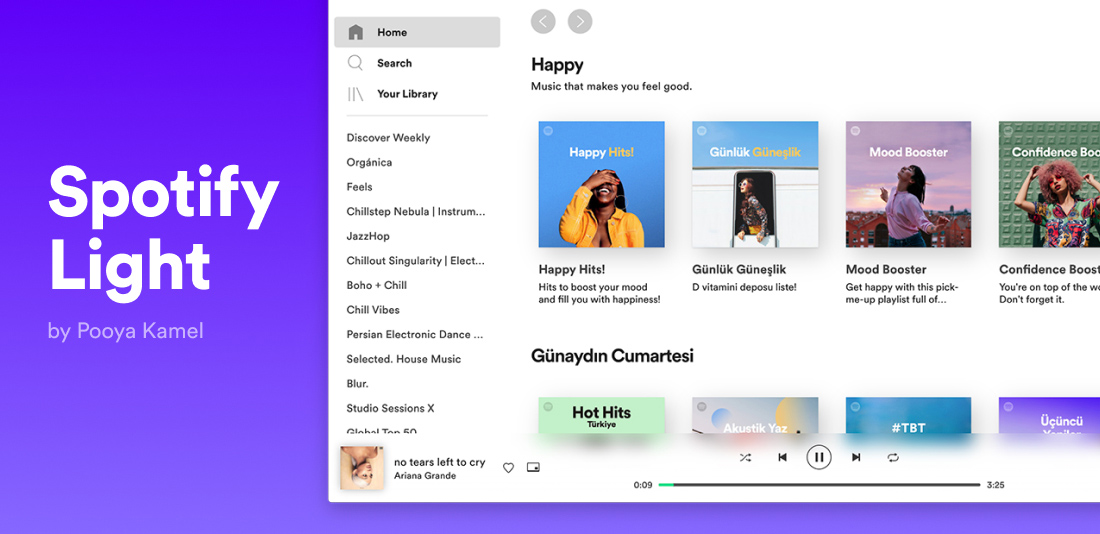 Spotify
Light
by Pooya Kamel
Home
Search
Your Library
Discover Weekly
Orgánica
Feels
Chillstep Nebula | Instrum...
JazzHop
Chillout Singularity | Elect...
Boho + Chill
Chill Vibes
Persian Electronic Dance ...
Selected. House Music
Blur.
Studio Sessions X
Global Top 50
Happy
Music that makes you feel good.
Happy Hits!
Günlük Güneşlik
Mood Booster
Confidence Boo
Happy Hits!
Hits to boost your mood
and fill you with happiness!
Günlük Güneşlik
D vitamini deposu liste!
Mood Booster
Get happy with this pick-
me-up playlist full of...
Confidence Boost
You're on top of the wo
Don't forget it.
Günaydın Cumartesi
Hot Hits
Türkiye
Akustik Yaz
#TBT
Üçüncü
Yeniler
no tears left to cry
Ariana Grande
0:09
3:25